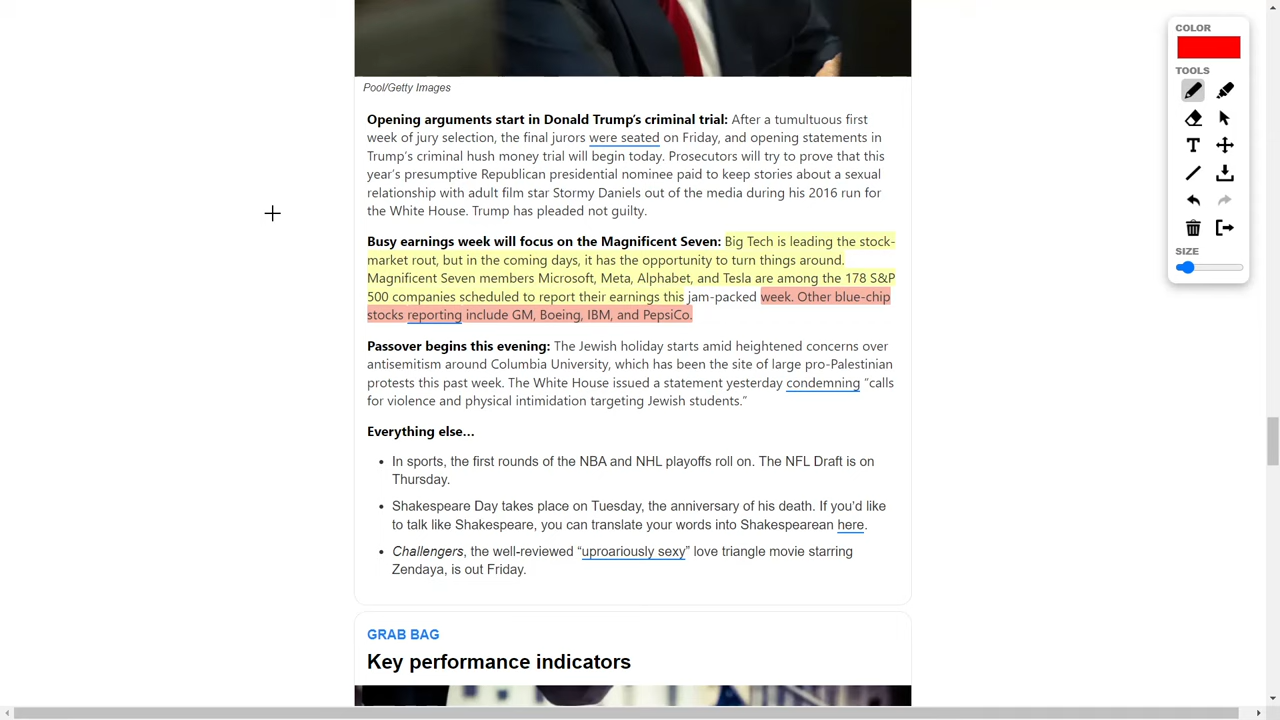 COLOR
TOOLS
T
SIZE
Pool/Getty Images
Opening arguments start in Donald Trump's criminal trial: After a tumultuous first
week of jury selection, the final jurors were seated on Friday, and opening statements in
Trump's criminal hush money trial will begin today. Prosecutors will try to prove that this
year's presumptive Republican presidential nominee paid to keep stories about a sexual
relationship with adult film star Stormy Daniels out of the media during his 2016 run for
the White House. Trump has pleaded not guilty.
Busy earnings week will focus on the Magnificent Seven: Big Tech is leading the stock-
market rout, but in the coming days, it has the opportunity to turn things around.
Magnificent Seven members Microsoft, Meta, Alphabet, and Tesla are among the 178 S&P
500 companies scheduled to report their earnings this jam-packed week. Other blue-chip
stocks reporting include GM, Boeing, IBM, and PepsiCo.
Passover begins this evening: The Jewish holiday starts amid heightened concerns over
antisemitism around Columbia University, which has been the site of large pro-Palestinian
protests this past week. The White House issued a statement yesterday condemning “calls
for violence and physical intimidation targeting Jewish students.”
Everything else…
• In sports, the first rounds of the NBA and NHL playoffs roll on. The NFL Draft is on
Thursday.
• Shakespeare Day takes place on Tuesday, the anniversary of his death. If you'd like
to talk like Shakespeare, you can translate your words into Shakespearean here.
• Challengers, the well-reviewed “uproariously sexy” love triangle movie starring
Zendaya, is out Friday.
GRAB BAG
Key performance indicators